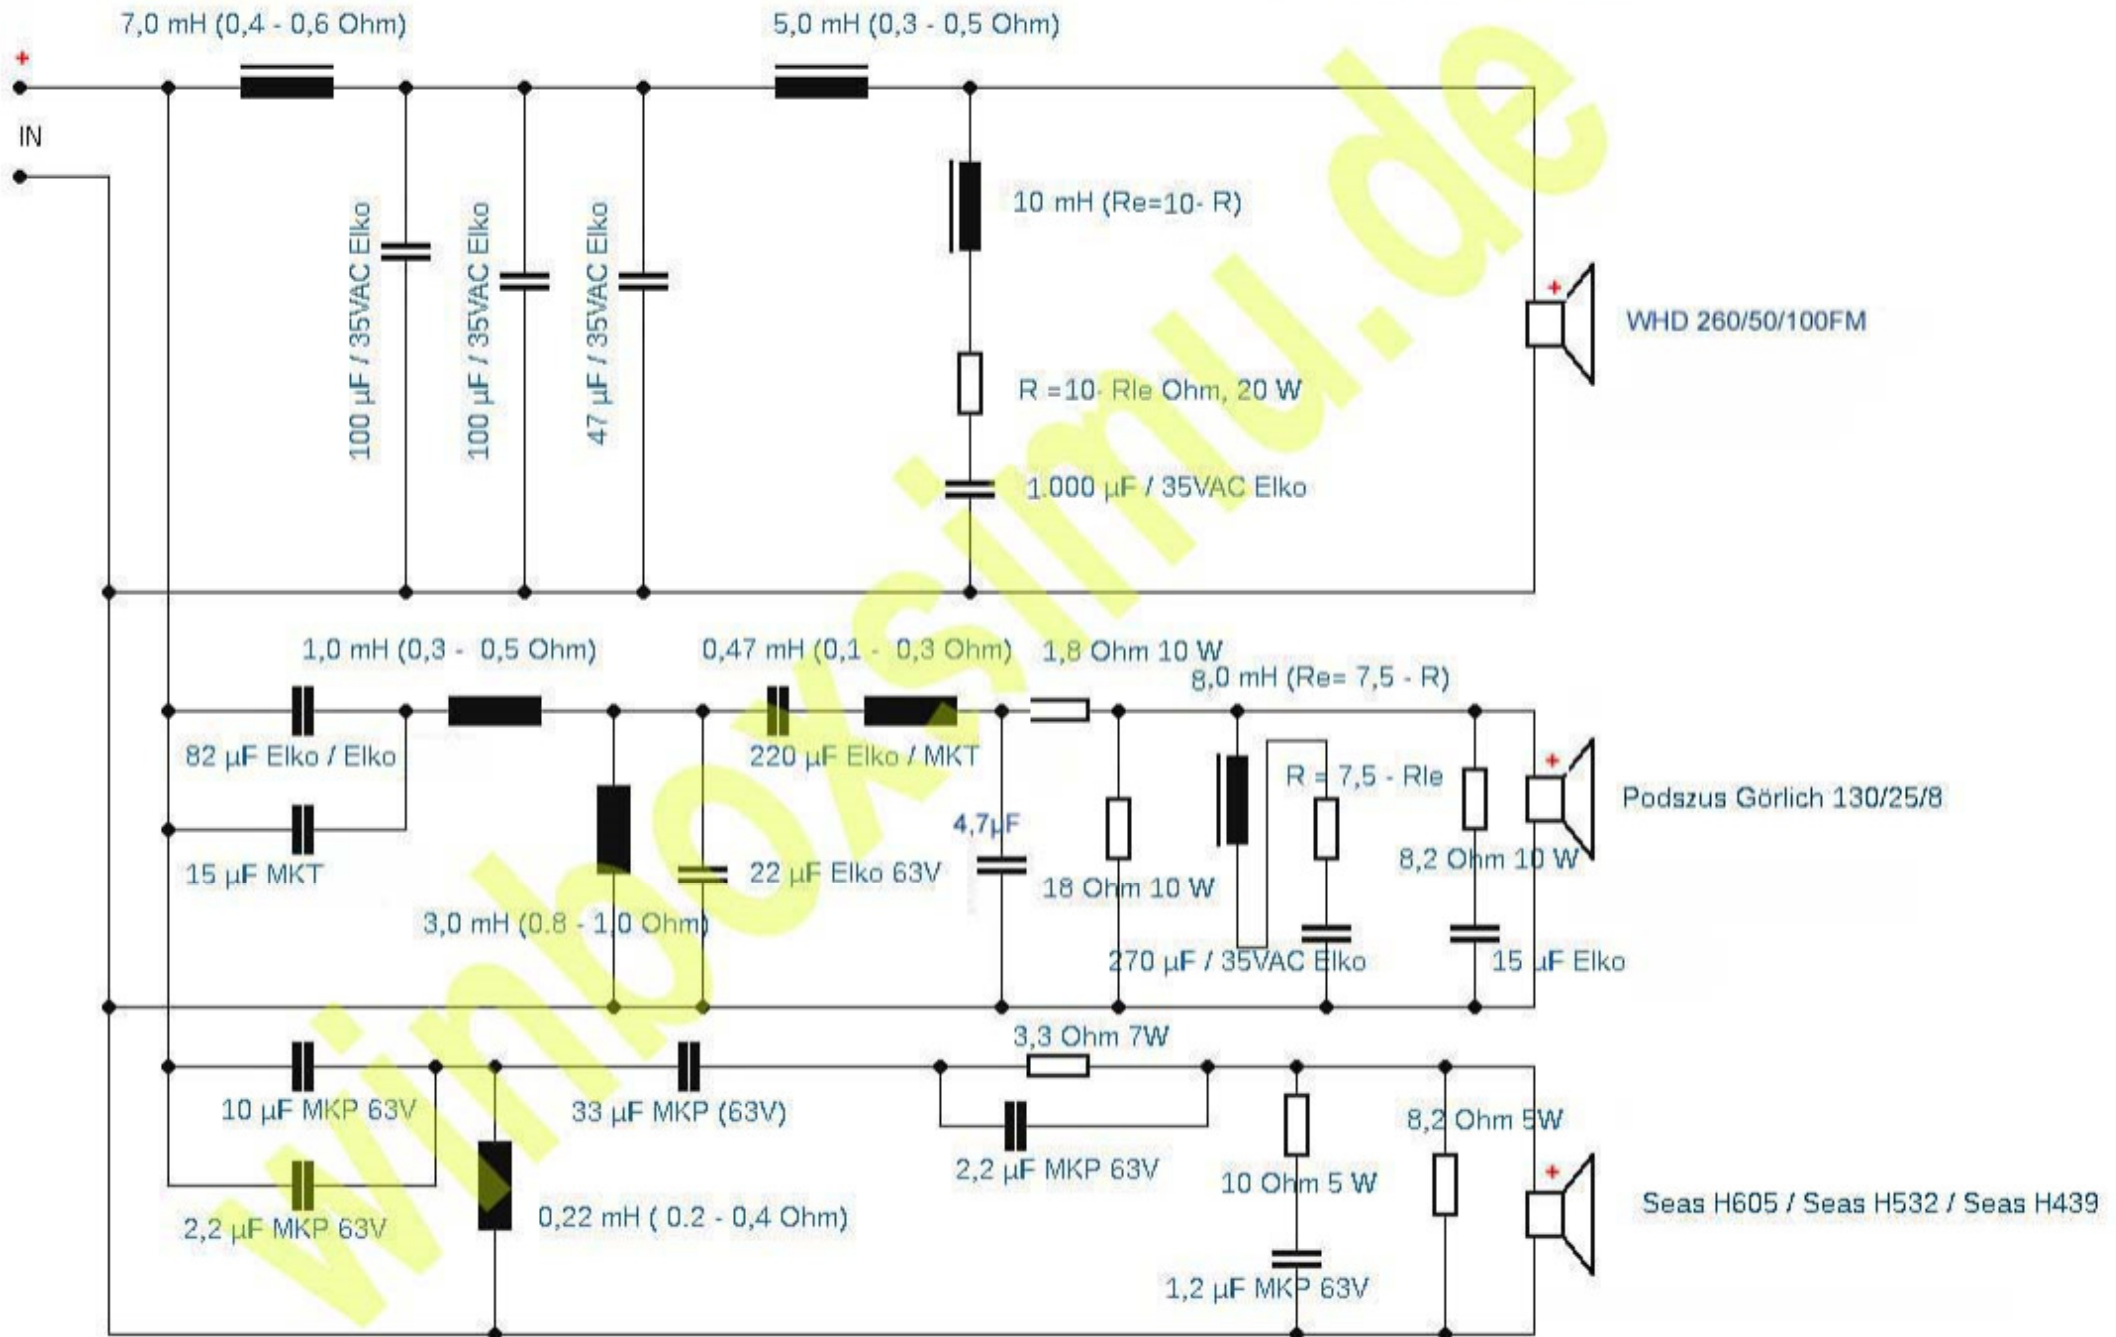 7,0 mH (0,4 - 0,6 Ohm)
5,0 mH (0,3 - 0,5 Ohm)
+
IN
100 µF / 35VAC Elko
100 µF / 35VAC Elko
47 µF / 35VAC Elko
10 mH (Re=10- R)
R =10- Rle Ohm, 20 W
1.000 µF / 35VAC Elko
+
WHD 260/50/100FM
1,0 mH (0,3 - 0,5 Ohm)
0,47 mH (0,1 - 0,3 Ohm)
1,8 Ohm 10 W
8,0 mH (Re= 7,5 - R)
82 µF Elko / Elko
220 µF Elko / MKT
R = 7,5 - Rle
+
Podszus Görlich 130/25/8
15 µF MKT
4,7µF
22 µF Elko 63V
18 Ohm 10 W
8,2 Ohm 10 W
3,0 mH (0.8 - 1,0 Ohm)
270 µF / 35VAC Elko
15 µF Elko
3,3 Ohm 7W
10 µF MKP 63V
33 µF MKP (63V)
8,2 Ohm 5W
2,2 µF MKP 63V
10 Ohm 5 W
+
Seas H605 / Seas H532 / Seas H439
2,2 µF MKP 63V
0,22 mH ( 0.2 - 0,4 Ohm)
1,2 µF MKP 63V
winboxsimu.de